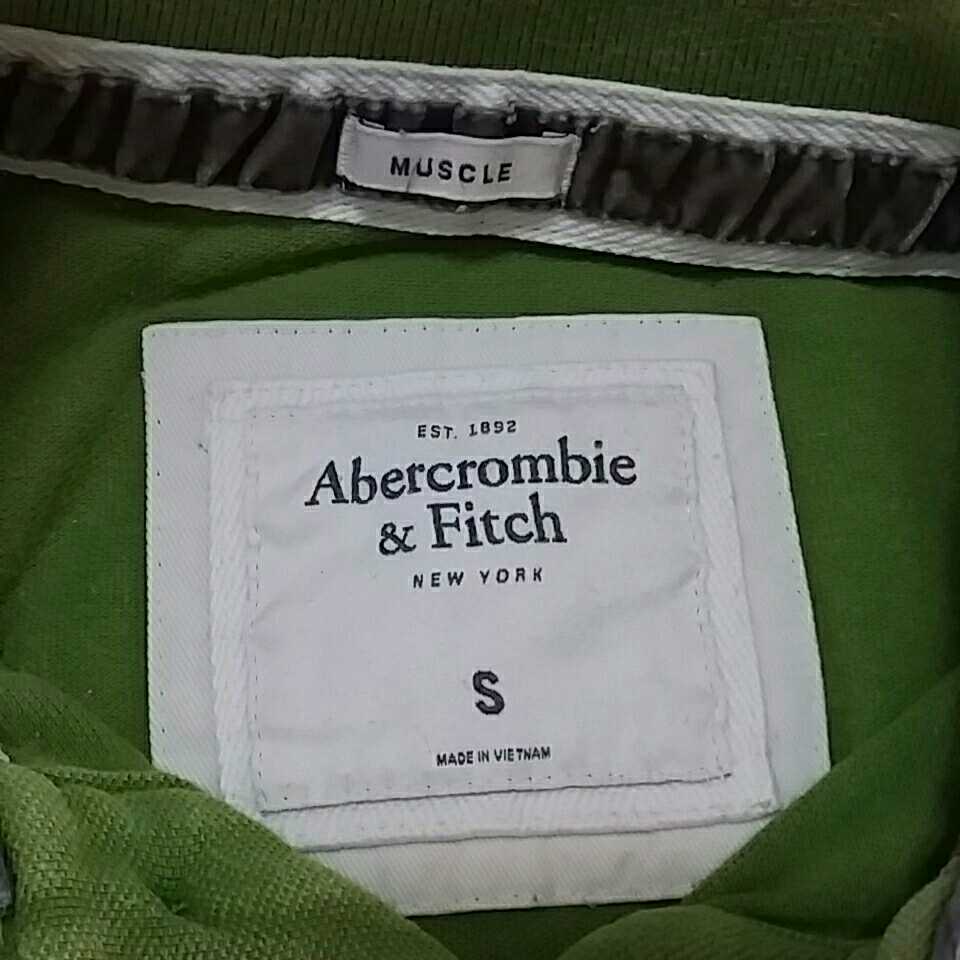 MUSCLE
EST. 1892
Abercrombie
& Fitch
NEW YORK
S
MADE IN VIETNAM